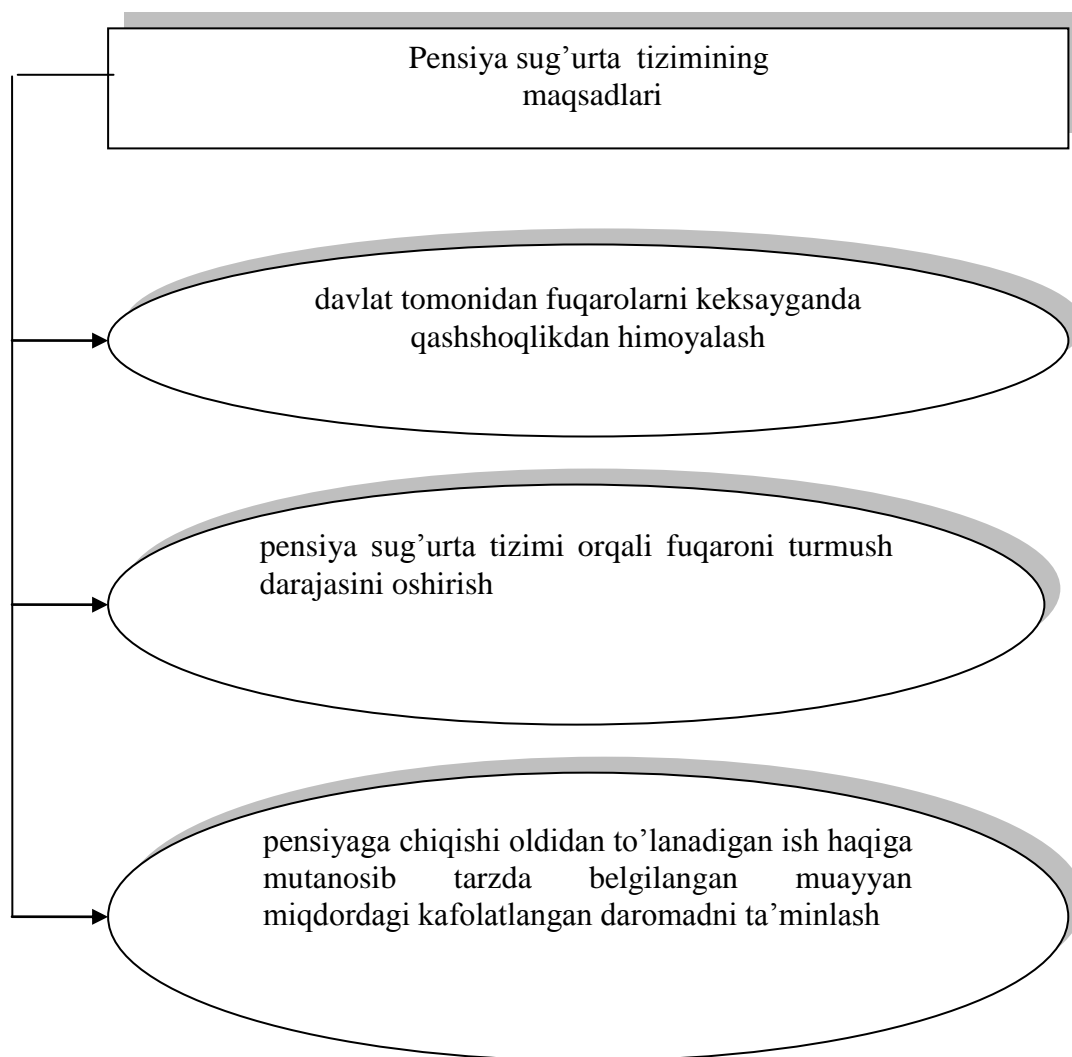 Pensiya sug’urta tizimining
maqsadlari
davlat tomonidan fuqarolarni keksayganda
qashshoqlikdan himoyalash
pensiya sug’urta tizimi orqali fuqaroni turmush
darajasini oshirish
pensiyaga chiqishi oldidan to’lanadigan ish haqiga
mutanosib tarzda belgilangan muayyan
miqdordagi kafolatlangan daromadni ta’minlash